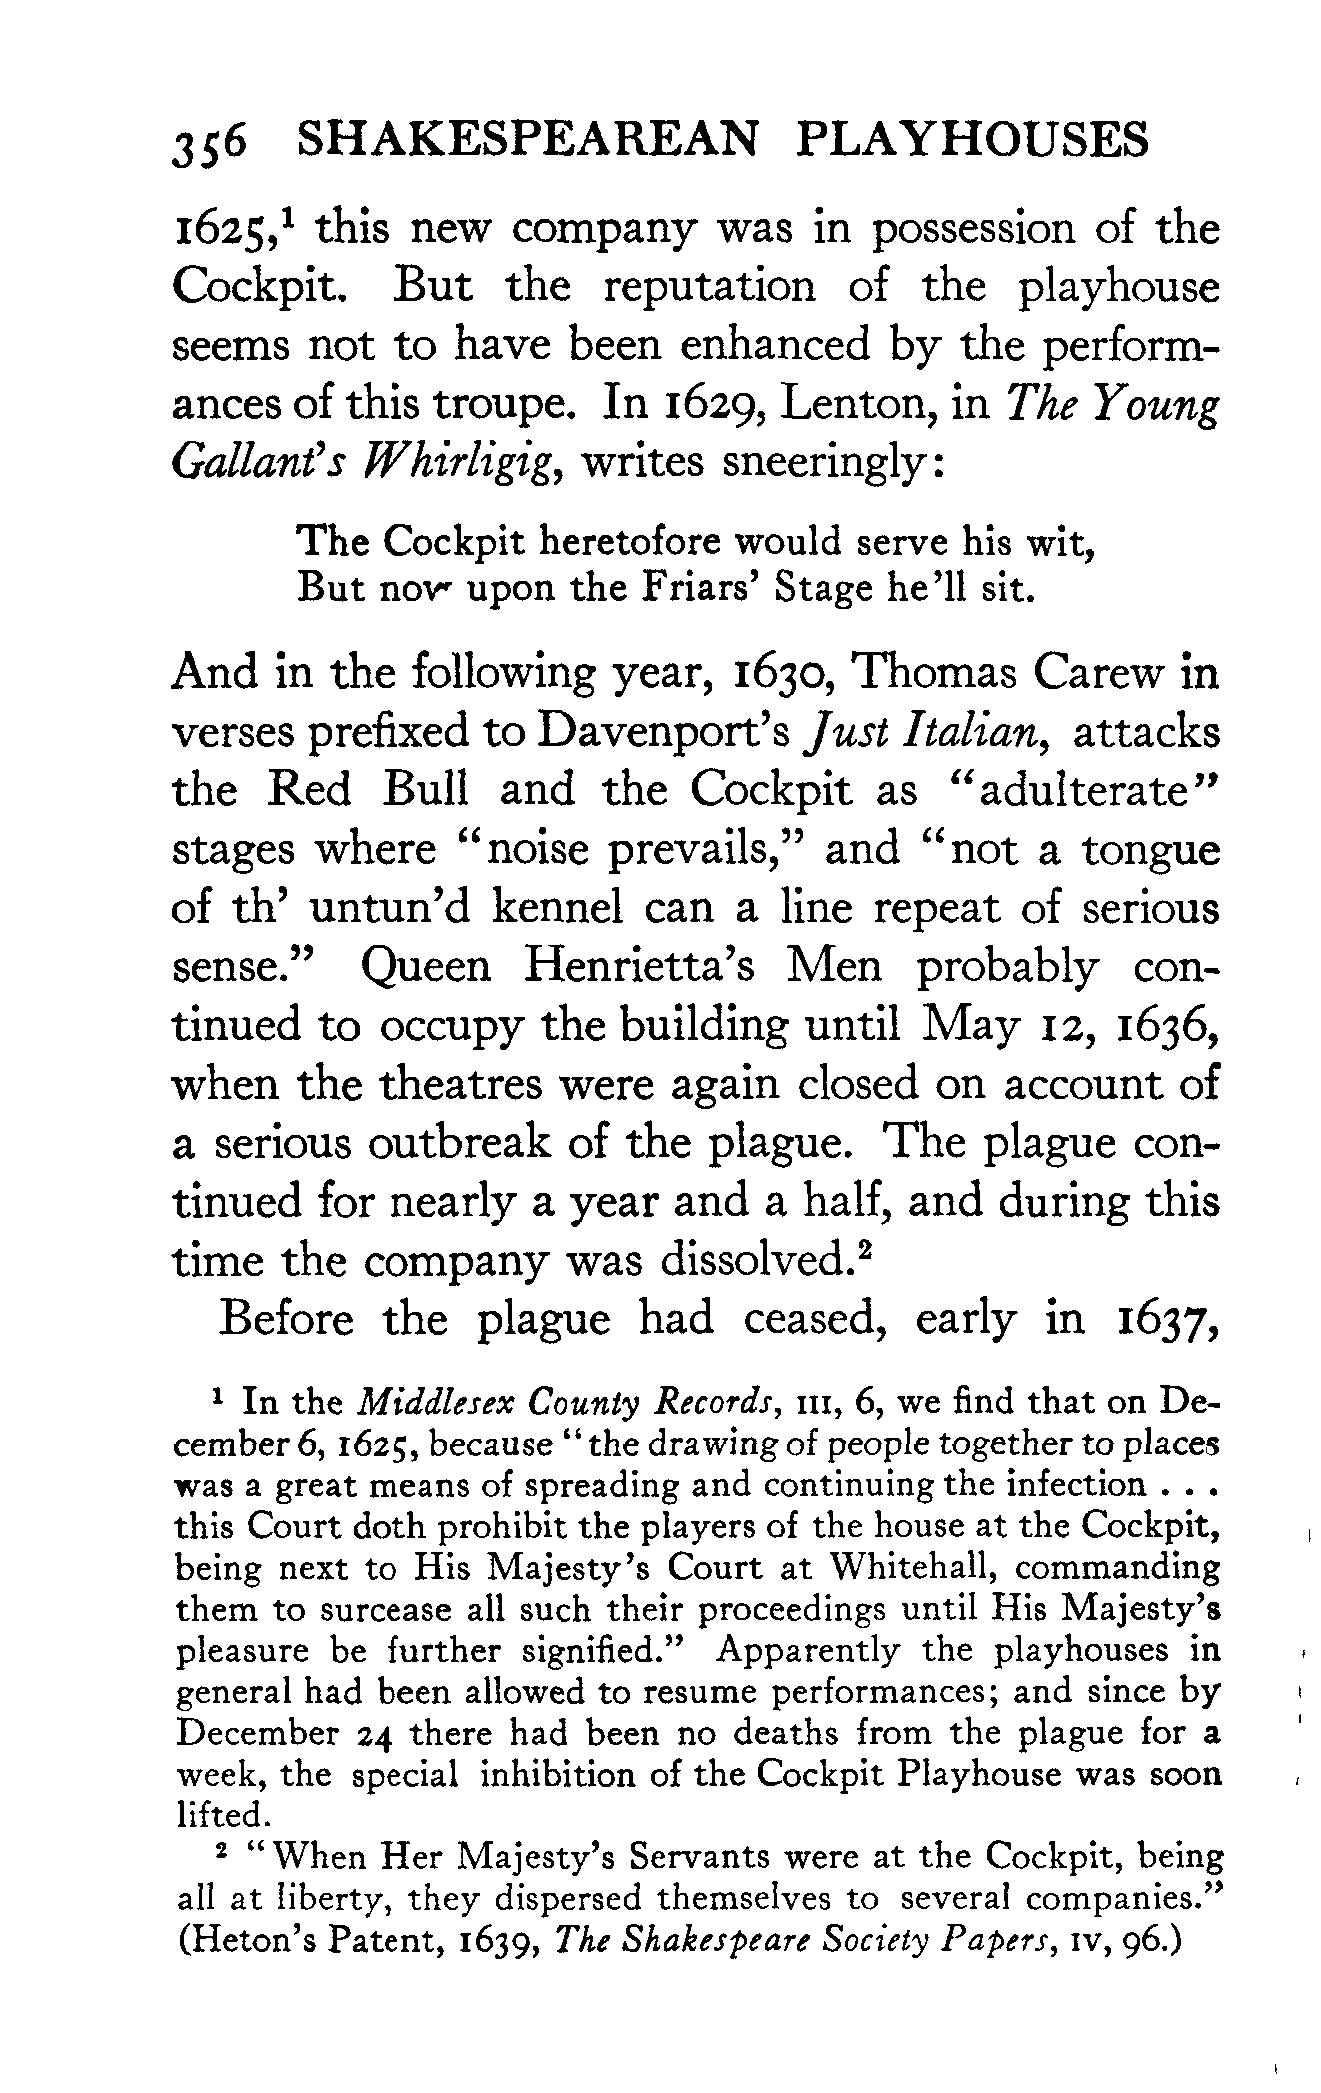 356 SHAKESPEAREAN PLAYHOUSES
1625,¹ this new company was in possession of the
Cockpit. But the reputation of the playhouse
seems not to have been enhanced by the perform-
ances of this troupe. In 1629, Lenton, in The Young
Gallant's Whirligig, writes sneeringly:
The Cockpit heretofore would serve his wit,
But now upon the Friars' Stage he'll sit.
And in the following year, 1630, Thomas Carew in
verses prefixed to Davenport's Just Italian, attacks
the Red Bull and the Cockpit as "adulterate"
stages where "noise prevails," and "not a tongue
of th' untun'd kennel can a line repeat of serious
sense." Queen Henrietta's Men probably con-
tinued to occupy the building until May 12, 1636,
when the theatres were again closed on account of
a serious outbreak of the plague. The plague con-
tinued for nearly a year and a half, and during this
time the company was dissolved.²
Before the plague had ceased, early in 1637,
¹ In the Middlesex County Records, III, 6, we find that on De-
cember 6, 1625, because "the drawing of people together to places
was a great means of spreading and continuing the infection . . .
this Court doth prohibit the players of the house at the Cockpit,
being next to His Majesty's Court at Whitehall, commanding
them to surcease all such their proceedings until His Majesty's
pleasure be further signified." Apparently the playhouses in
general had been allowed to resume performances; and since by
December 24 there had been no deaths from the plague for a
week, the special inhibition of the Cockpit Playhouse was soon
lifted.
² "When Her Majesty's Servants were at the Cockpit, being
all at liberty, they dispersed themselves to several companies."
(Heton's Patent, 1639, The Shakespeare Society Papers, IV, 96.)